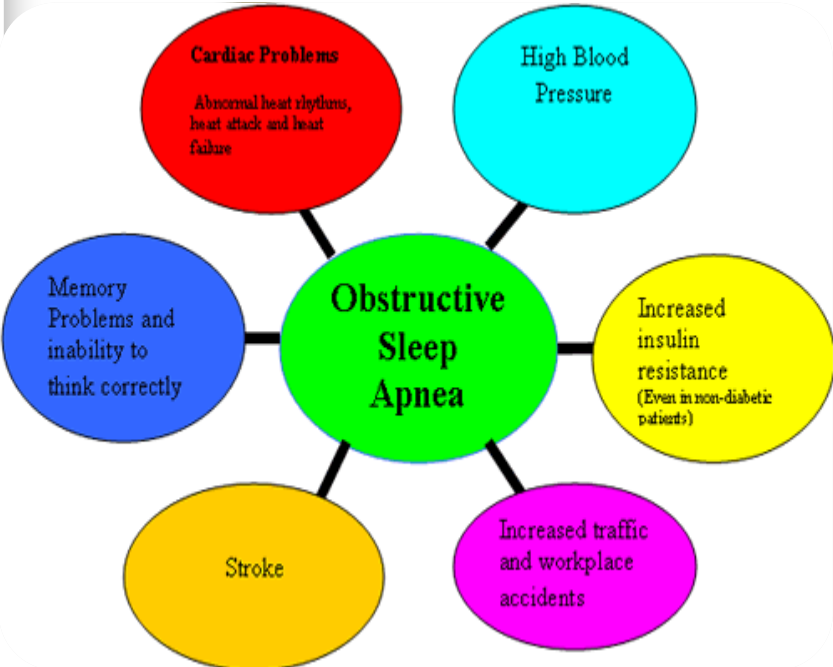 Cardiac Problems
Abnormal heart rhythms,
heart attack and heart
failure
High Blood
Pressure
Memory
Problems and
inability to
think correctly
Obstructive
Sleep
Apnea
Increased
insulin
resistance
(Even in non-diabetic
patients)
Stroke
Increased traffic
and workplace
accidents